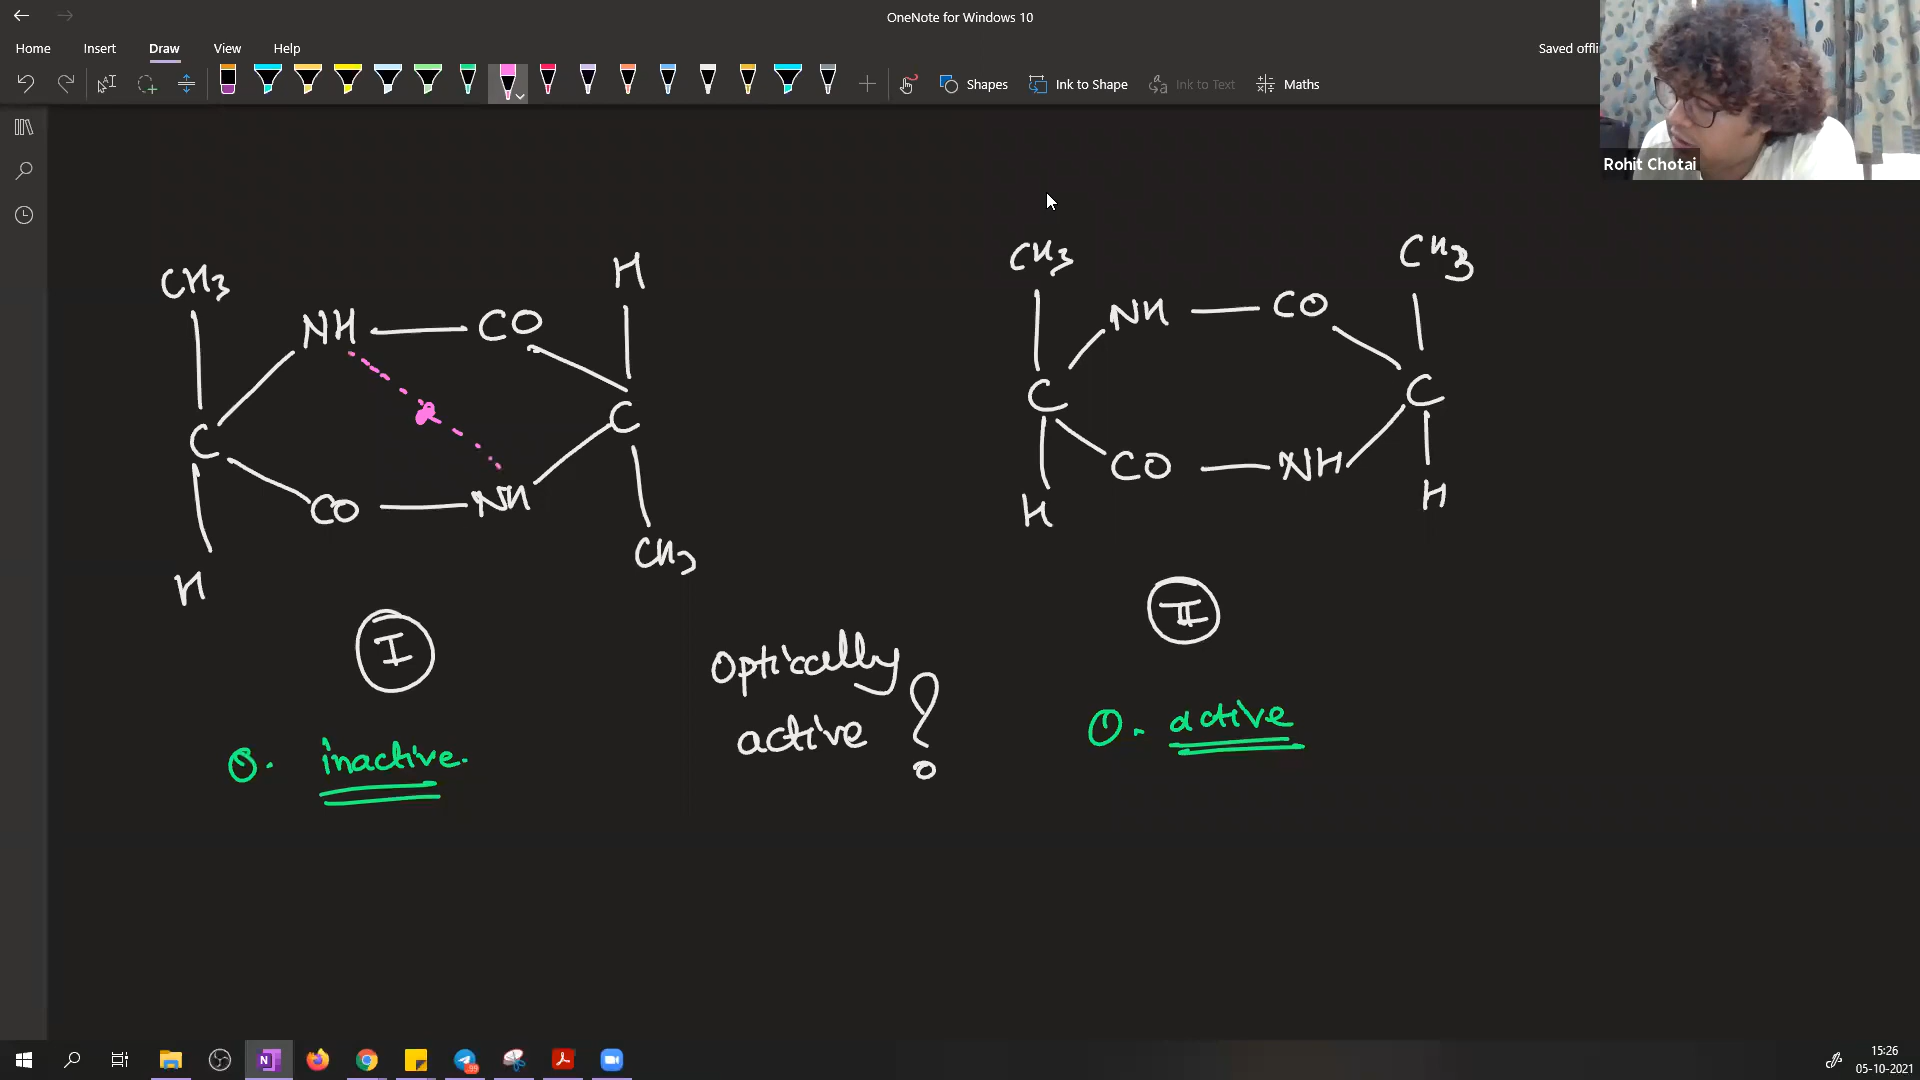 OneNote for Windows 10
Home Insert Draw View Help
Saved offli
Shapes Ink to Shape Ink to Text Maths
Rohit Chotai
CH3 H CH3 CH3
NH CO NH CO
C C C C
CO NH CO NH
H CH3 H H
I II
Optically
active ?
O. inactive. O. active
15:26
05-10-2021